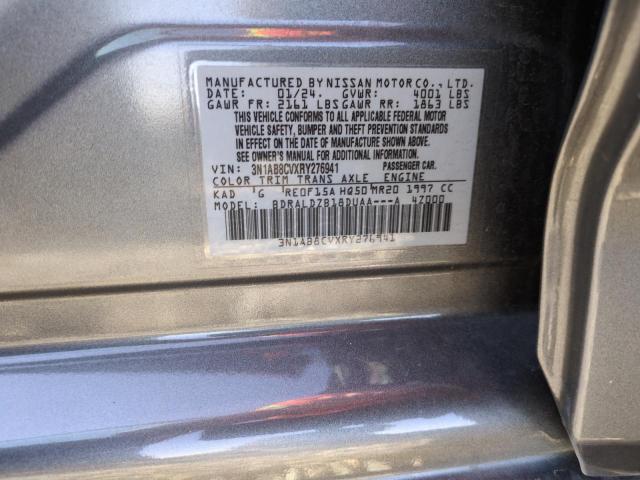 MANUFACTURED BY NISSAN MOTOR CO., LTD.
DATE: 01/24. GVWR: 4001 LBS
GAWR FR: 2161 LBS GAWR RR: 1863 LBS
THIS VEHICLE CONFORMS TO ALL APPLICABLE FEDERAL MOTOR
VEHICLE SAFETY, BUMPER AND THEFT PREVENTION STANDARDS
IN EFFECT ON THE DATE OF MANUFACTURE SHOWN ABOVE.
SEE OWNER'S MANUAL FOR ADDITIONAL INFORMATION.
VIN: 3N1AB8CVXRY276941 PASSENGER CAR.
COLOR TRIM TRANS AXLE ENGINE
KAD 'G 'RE0F15A HQ50 MR20 1997 CC
MODEL: BDRALDZB18DUAA---A 4Z000
3N1AB8CVXRY276941